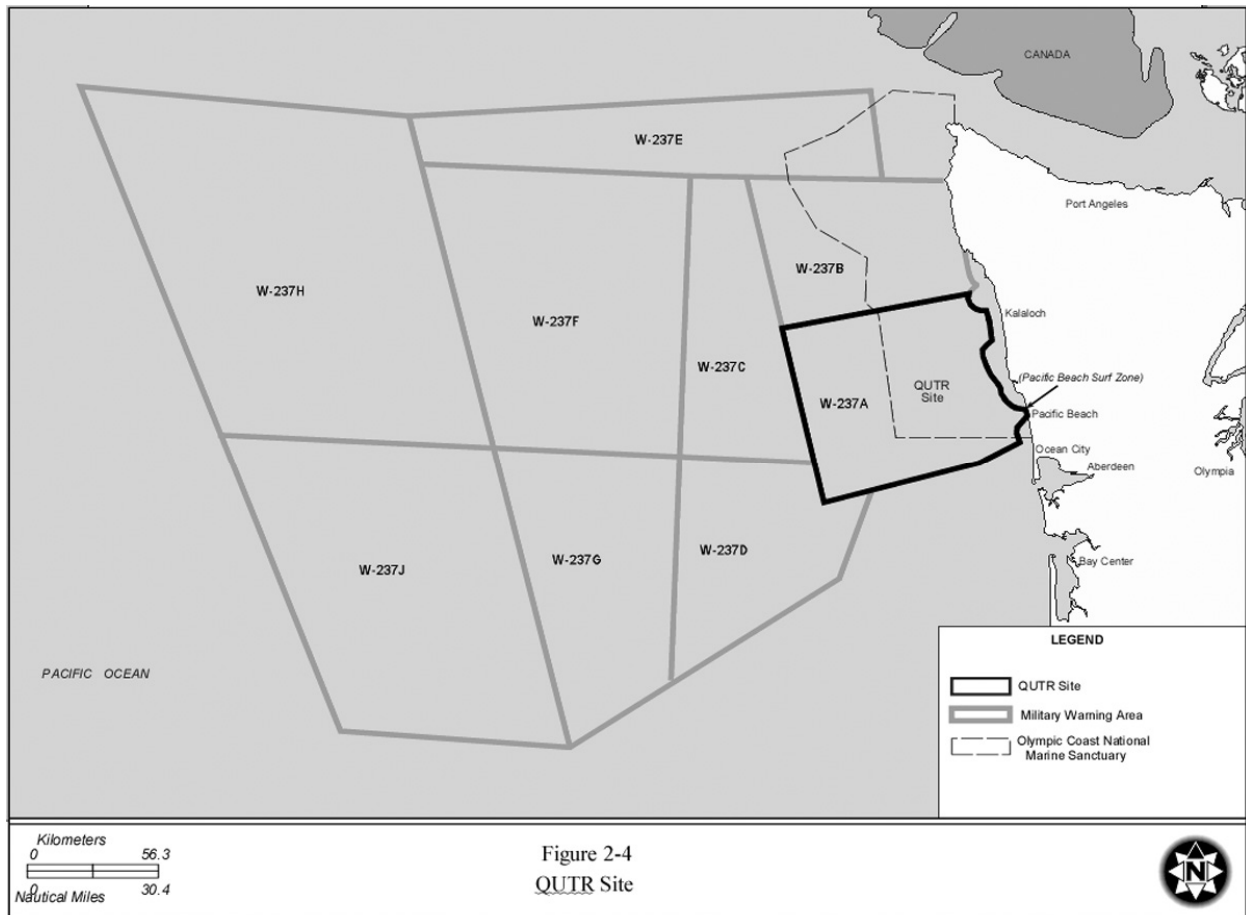 CANADA
W-237E
Port Angeles
W-237B
W-237H
Kalaloch
W-237F
W-237C
(Pacific Beach Surf Zone)
QUTR
Site
W-237A
Pacific Beach
Ocean City
Aberdeen
Olympia
W-237D
W-237G
Bay Center
W-237J
PACIFIC OCEAN
LEGEND
QUTR Site
Military Warning Area
Olympic Coast National
Marine Sanctuary
Kilometers
0 56.3
0 30.4
Nautical Miles
Figure 2-4
QUTR Site
N